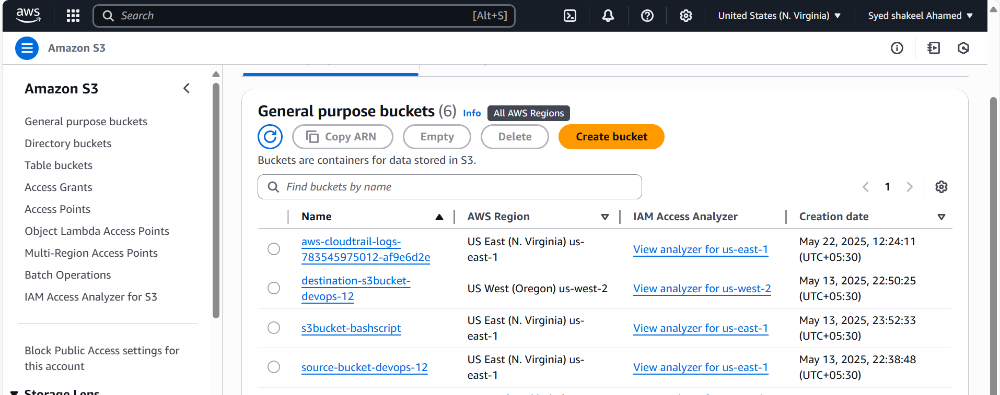 aws
Search
[Alt+S]
United States (N. Virginia)
Syed shakeel Ahamed
Amazon S3
Amazon S3
General purpose buckets
Directory buckets
Table buckets
Access Grants
Access Points
Object Lambda Access Points
Multi-Region Access Points
Batch Operations
IAM Access Analyzer for S3
Block Public Access settings for
this account
Storage Lens
General purpose buckets (6) Info All AWS Regions
Copy ARN
Empty
Delete
Create bucket
Buckets are containers for data stored in S3.
Find buckets by name
1
Name
AWS Region
IAM Access Analyzer
Creation date
aws-cloudtrail-logs-
783545975012-af9e6d2e
US East (N. Virginia) us-
east-1
View analyzer for us-east-1
May 22, 2025, 12:24:11
(UTC+05:30)
destination-s3bucket-
devops-12
US West (Oregon) us-west-2
View analyzer for us-west-2
May 13, 2025, 22:50:25
(UTC+05:30)
s3bucket-bashscript
US East (N. Virginia) us-
east-1
View analyzer for us-east-1
May 13, 2025, 23:52:33
(UTC+05:30)
source-bucket-devops-12
US East (N. Virginia) us-
east-1
View analyzer for us-east-1
May 13, 2025, 22:38:48
(UTC+05:30)